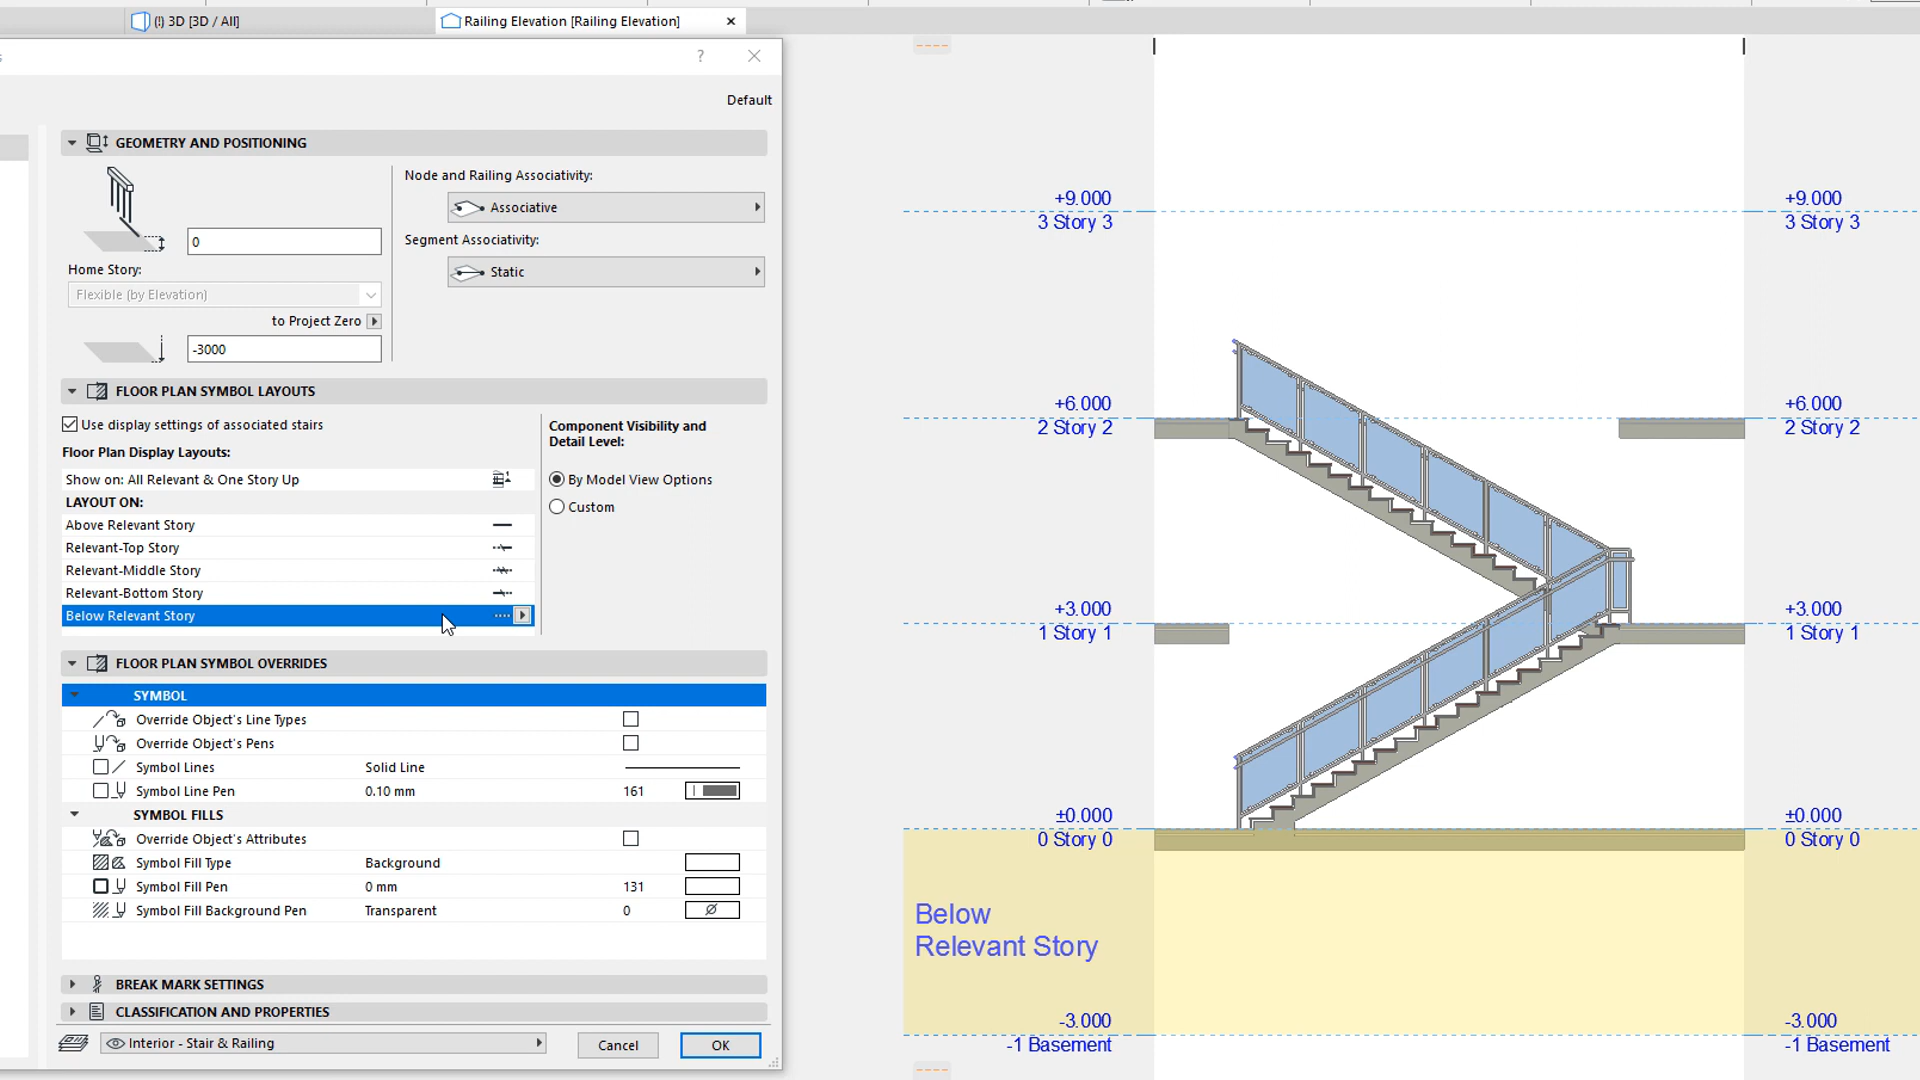 (!) 3D [3D / All]
Railing Elevation [Railing Elevation]
?
Default
GEOMETRY AND POSITIONING
0
Home Story:
Flexible (by Elevation)
to Project Zero
-3000
Node and Railing Associativity:
Associative
Segment Associativity:
Static
FLOOR PLAN SYMBOL LAYOUTS
Use display settings of associated stairs
Floor Plan Display Layouts:
Show on: All Relevant & One Story Up
LAYOUT ON:
Above Relevant Story
Relevant-Top Story
Relevant-Middle Story
Relevant-Bottom Story
Below Relevant Story
Component Visibility and
Detail Level:
By Model View Options
Custom
FLOOR PLAN SYMBOL OVERRIDES
SYMBOL
Override Object's Line Types
Override Object's Pens
Symbol Lines Solid Line
Symbol Line Pen 0.10 mm 161
SYMBOL FILLS
Override Object's Attributes
Symbol Fill Type Background
Symbol Fill Pen 0 mm 131
Symbol Fill Background Pen Transparent 0
BREAK MARK SETTINGS
CLASSIFICATION AND PROPERTIES
Interior - Stair & Railing
Cancel
OK
+9.000
3 Story 3
+6.000
2 Story 2
+3.000
1 Story 1
±0.000
0 Story 0
Below
Relevant Story
-3.000
-1 Basement
+9.000
3 Story 3
+6.000
2 Story 2
+3.000
1 Story 1
±0.000
0 Story 0
-3.000
-1 Basement